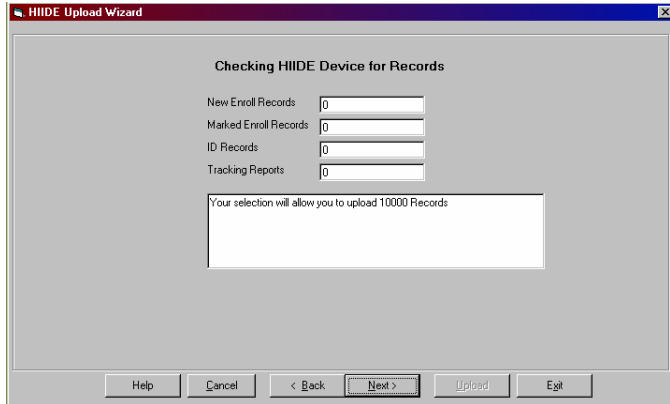 HIIDE Upload Wizard
Checking HIIDE Device for Records
New Enroll Records 0
Marked Enroll Records 0
ID Records 0
Tracking Reports 0
Your selection will allow you to upload 10000 Records
Help Cancel < Back Next > Upload Exit